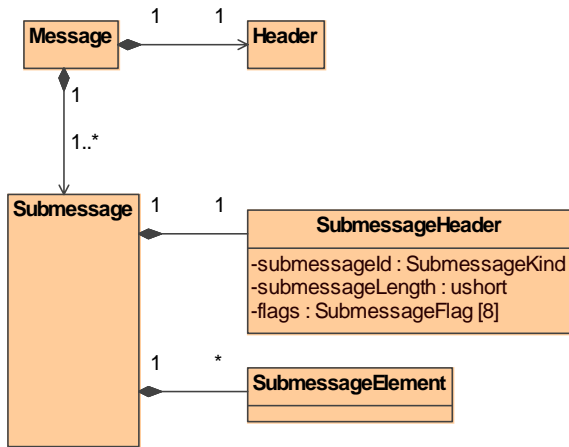 1 1
Message Header
1
1..*
Submessage 1 1
SubmessageHeader
-submessageId : SubmessageKind
-submessageLength : ushort
-flags : SubmessageFlag [8]
1 *
SubmessageElement